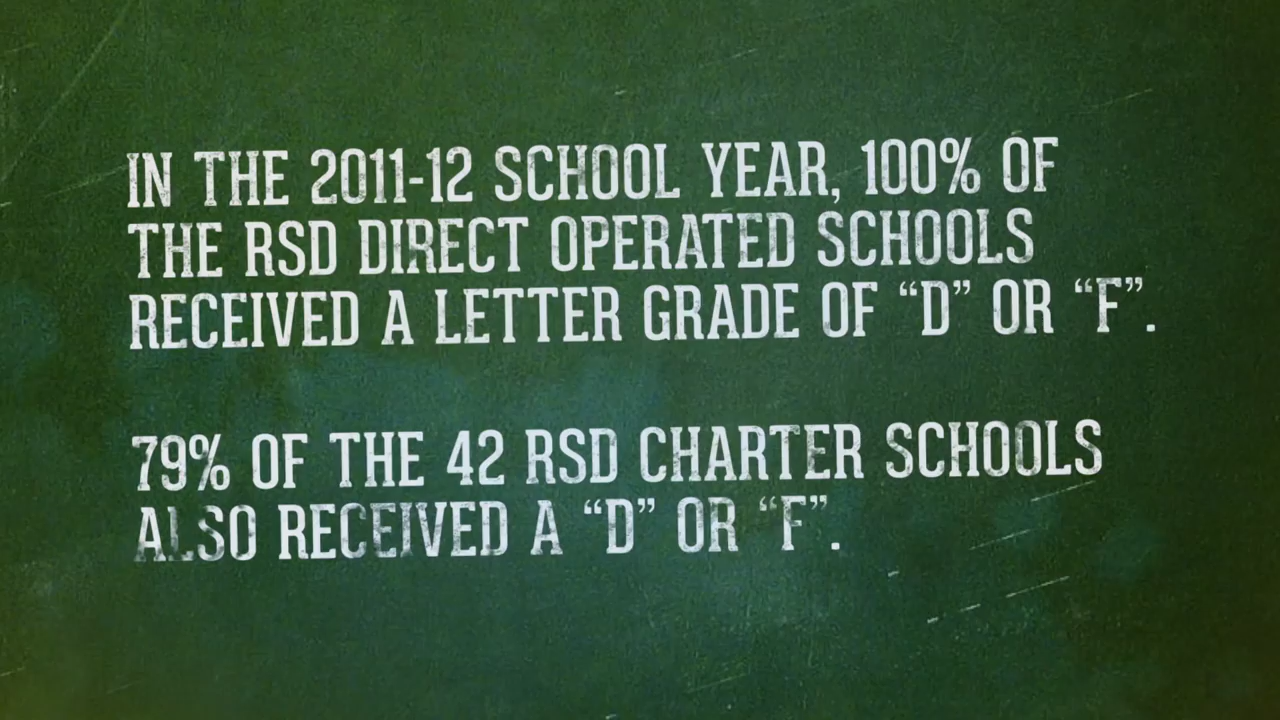 IN THE 2011-12 SCHOOL YEAR, 100% OF
THE RSD DIRECT OPERATED SCHOOLS
RECEIVED A LETTER GRADE OF “D” OR “F”.
79% OF THE 42 RSD CHARTER SCHOOLS
ALSO RECEIVED A “D” OR “F”.